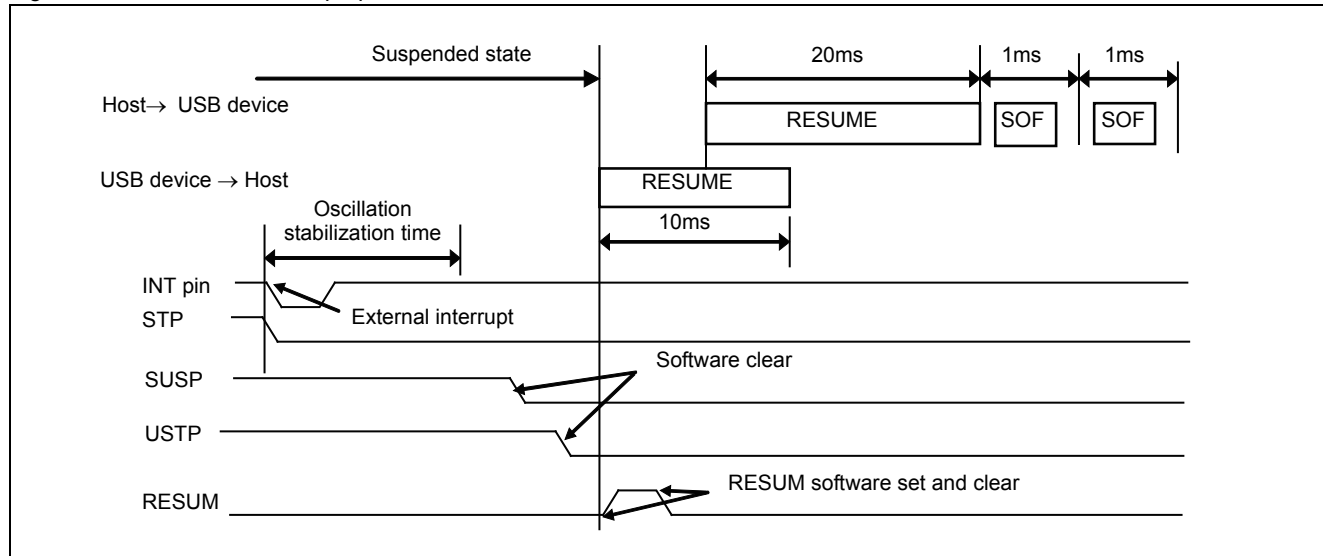 Suspended state
20ms
1ms
1ms
Host→ USB device
RESUME
SOF
SOF
USB device → Host
RESUME
Oscillation
stabilization time
10ms
INT pin
External interrupt
STP
Software clear
SUSP
USTP
RESUM software set and clear
RESUM